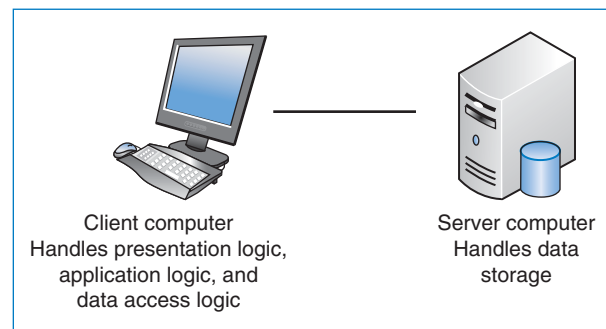 Client computer
Handles presentation logic,
application logic, and
data access logic
Server computer
Handles data
storage